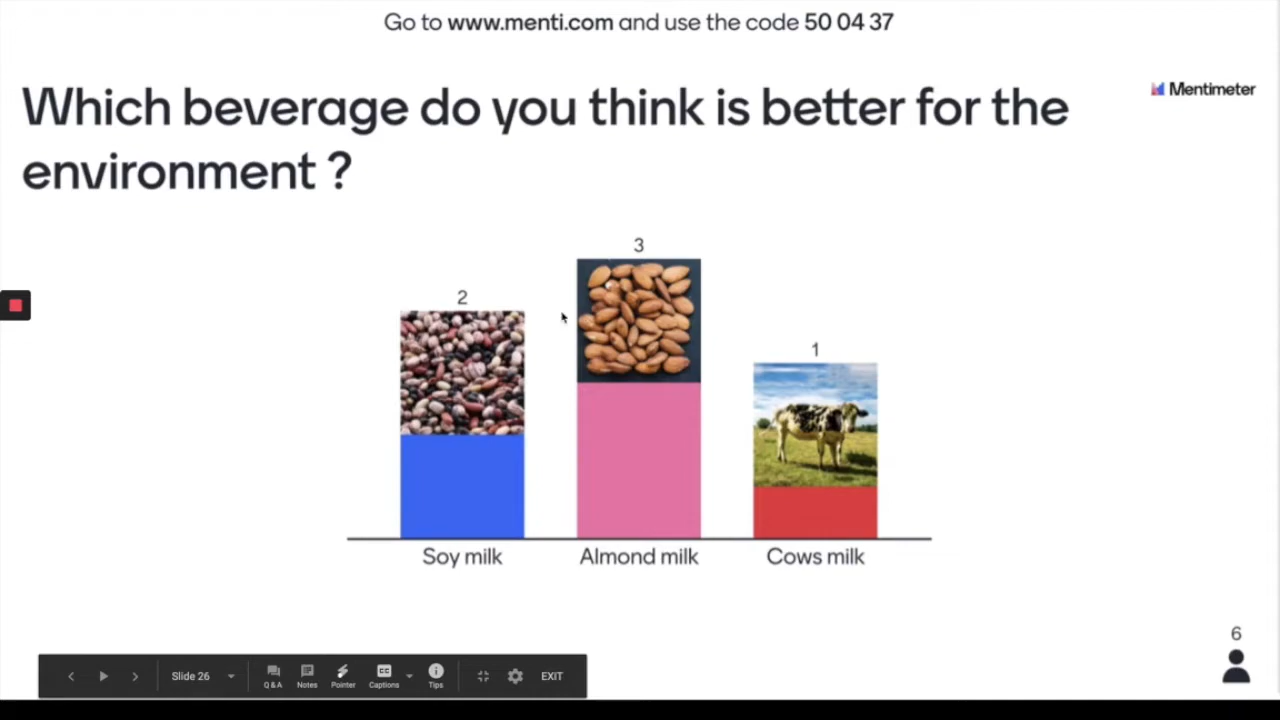 Go to www.menti.com and use the code 50 04 37
Mentimeter
Which beverage do you think is better for the
environment ?
2
3
1
Soy milk
Almond milk
Cows milk
6
Slide 26
Q&A
Notes
Pointer
CC
Captions
Tips
EXIT